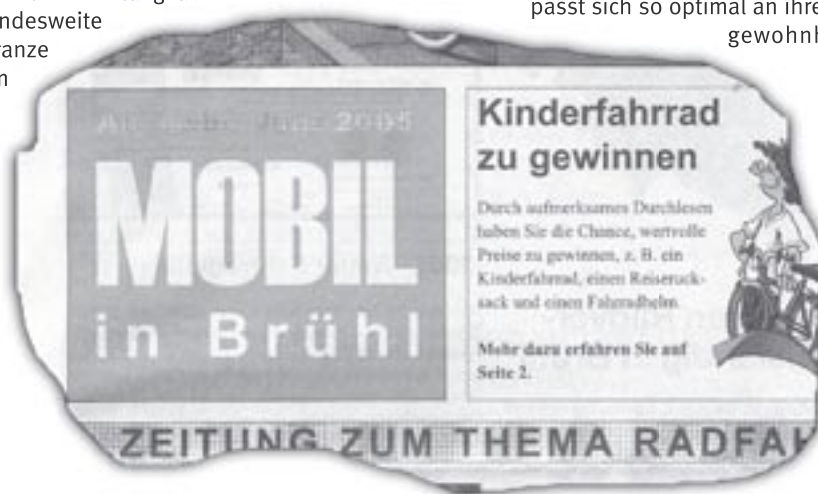 ndesweite
ranze
passt sich so optimal an ihre
gewohnh
Juni 2005
MOBIL
in Brühl
Kinderfahrrad
zu gewinnen
Durch aufmerksames Durchlesen
haben Sie die Chance, wertvolle
Preise zu gewinnen, z. B. ein
Kinderfahrrad, einen Reiseruck-
sack und einen Fahrradhelm.
Mehr dazu erfahren Sie auf
Seite 2.
ZEITUNG ZUM THEMA RADFAH